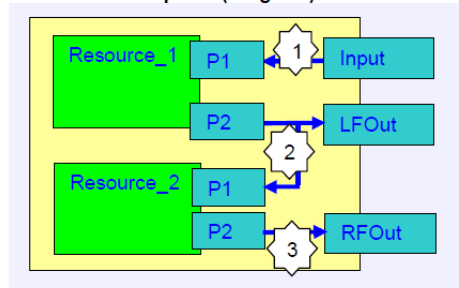 Resource_1 P1 1 Input
P2 LFOut
2
Resource_2 P1
P2 3 RFOut